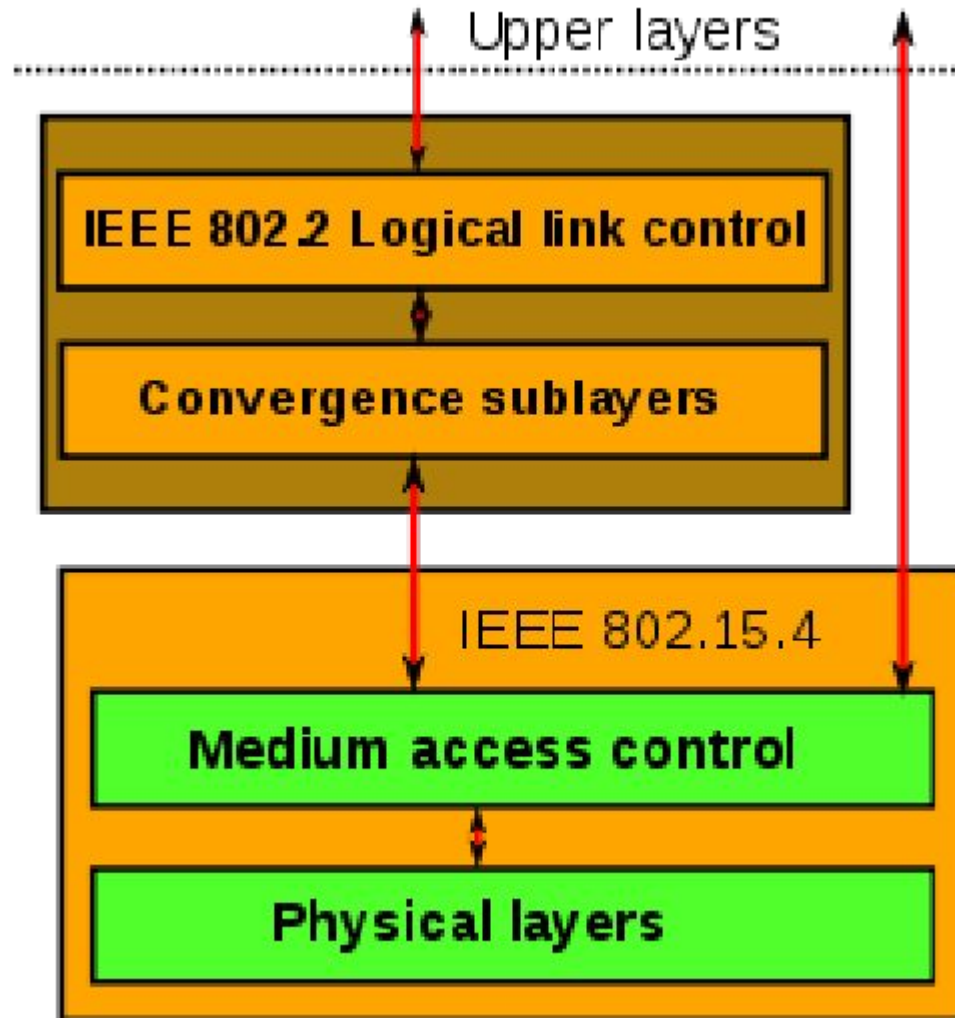 Upper layers
IEEE 802.2 Logical link control
Convergence sublayers
IEEE 802.15.4
Medium access control
Physical layers